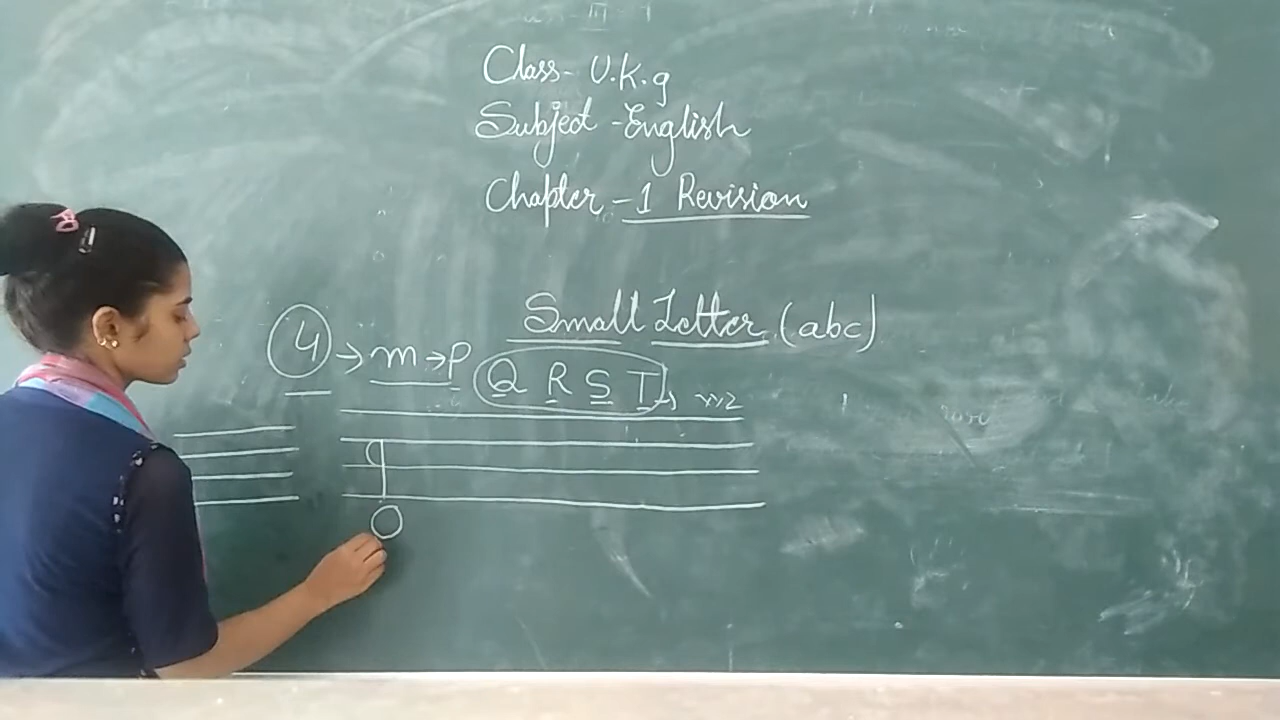 Class- U.K.g
Subject -English
Chapter -1 Revision
Small Letter (abc)
4 → m → p
Q R S T
q
O